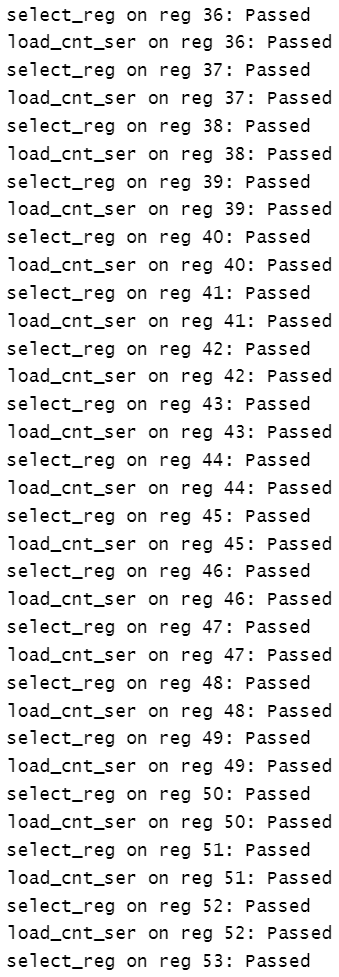 select_reg on reg 36: Passed
load_cnt_ser on reg 36: Passed
select_reg on reg 37: Passed
load_cnt_ser on reg 37: Passed
select_reg on reg 38: Passed
load_cnt_ser on reg 38: Passed
select_reg on reg 39: Passed
load_cnt_ser on reg 39: Passed
select_reg on reg 40: Passed
load_cnt_ser on reg 40: Passed
select_reg on reg 41: Passed
load_cnt_ser on reg 41: Passed
select_reg on reg 42: Passed
load_cnt_ser on reg 42: Passed
select_reg on reg 43: Passed
load_cnt_ser on reg 43: Passed
select_reg on reg 44: Passed
load_cnt_ser on reg 44: Passed
select_reg on reg 45: Passed
load_cnt_ser on reg 45: Passed
select_reg on reg 46: Passed
load_cnt_ser on reg 46: Passed
select_reg on reg 47: Passed
load_cnt_ser on reg 47: Passed
select_reg on reg 48: Passed
load_cnt_ser on reg 48: Passed
select_reg on reg 49: Passed
load_cnt_ser on reg 49: Passed
select_reg on reg 50: Passed
load_cnt_ser on reg 50: Passed
select_reg on reg 51: Passed
load_cnt_ser on reg 51: Passed
select_reg on reg 52: Passed
load_cnt_ser on reg 52: Passed
select_reg on reg 53: Passed